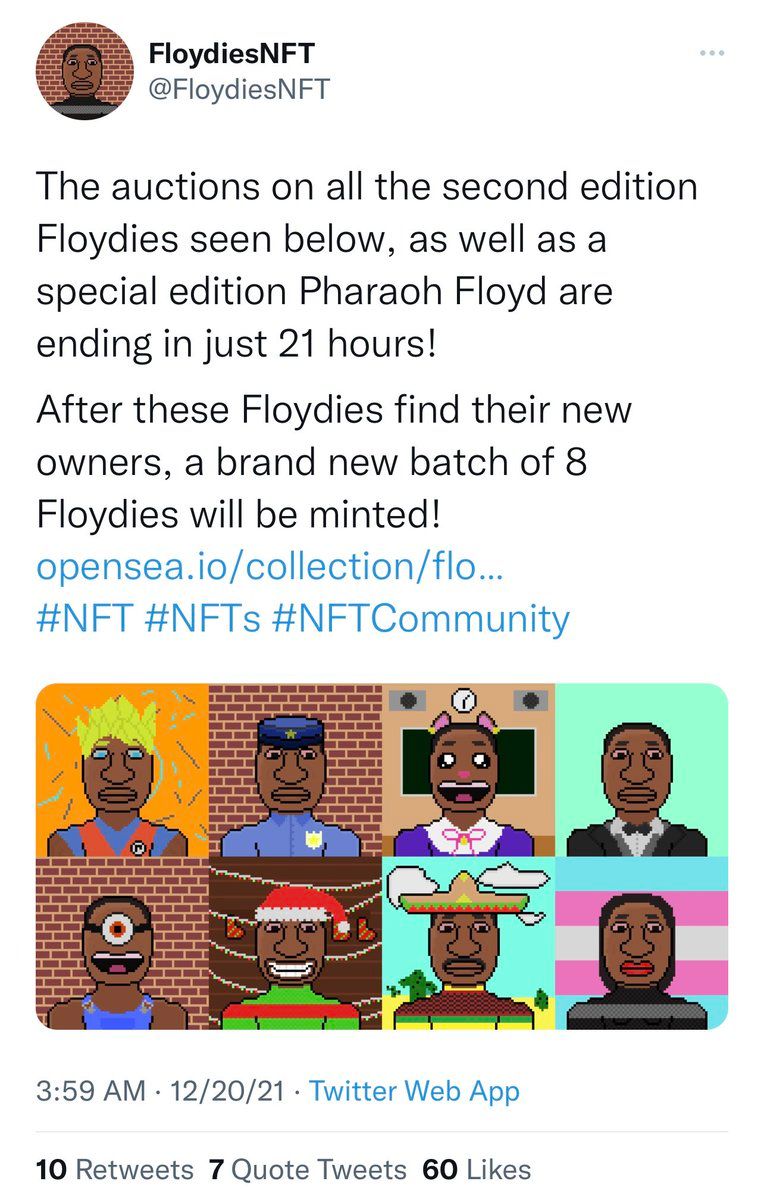 FloydiesNFT
@FloydiesNFT
The auctions on all the second edition
Floydies seen below, as well as a
special edition Pharaoh Floyd are
ending in just 21 hours!
After these Floydies find their new
owners, a brand new batch of 8
Floydies will be minted!
opensea.io/collection/flo...
#NFT #NFTs #NFTCommunity
3:59 AM · 12/20/21 · Twitter Web App
10 Retweets 7 Quote Tweets 60 Likes